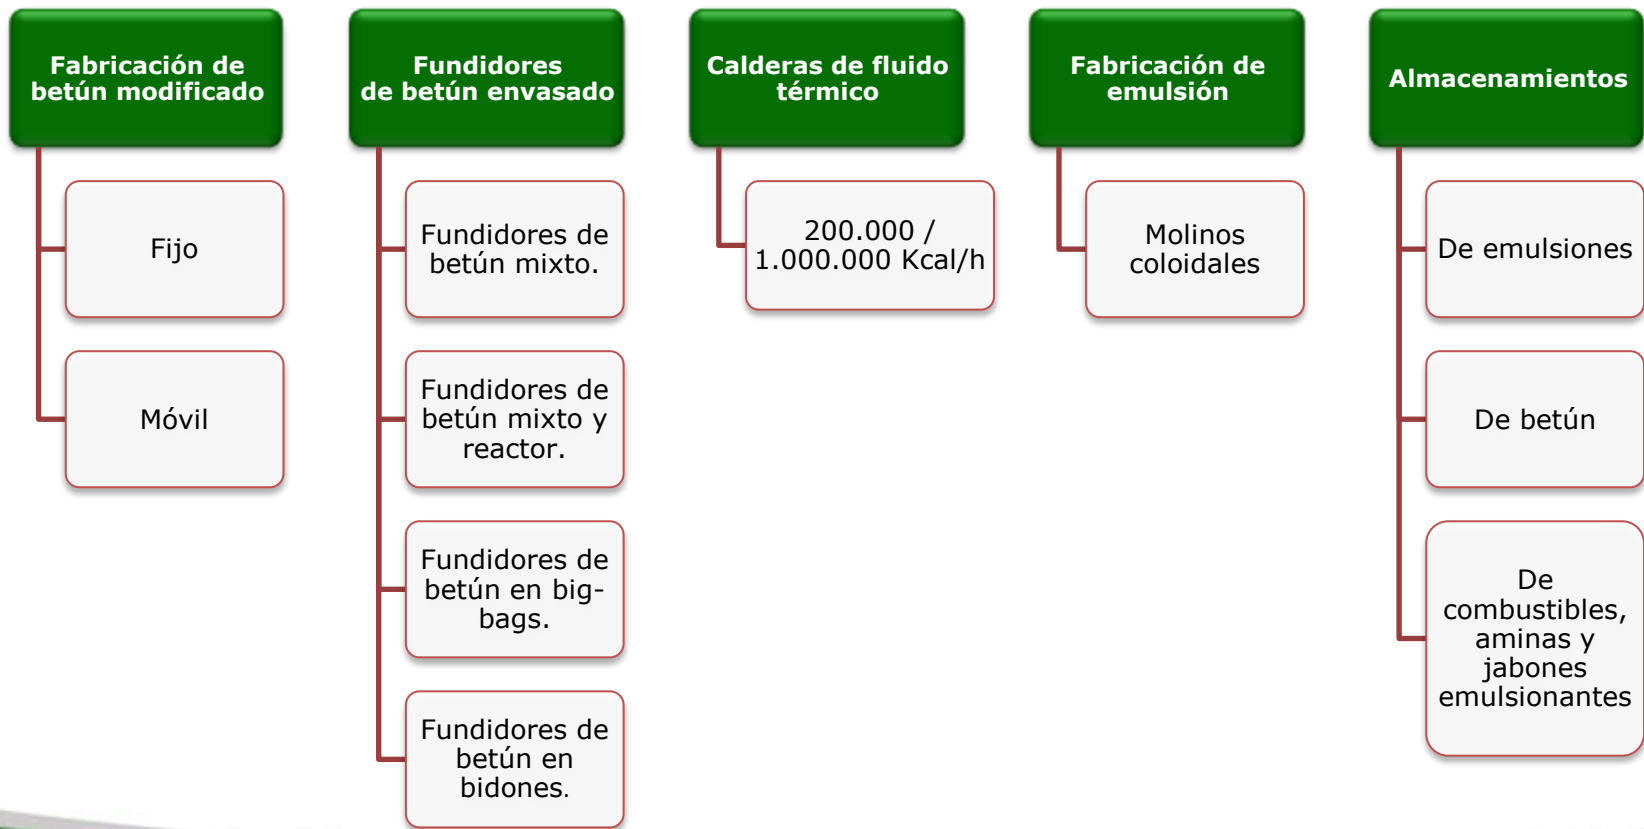 Fabricación de
betún modificado
Fijo
Móvil
Fundidores
de betún envasado
Fundidores de
betún mixto.
Fundidores de
betún mixto y
reactor.
Fundidores de
betún en big-
bags.
Fundidores de
betún en
bidones.
Calderas de fluido
térmico
200.000 /
1.000.000 Kcal/h
Fabricación de
emulsión
Molinos
coloidales
Almacenamientos
De emulsiones
De betún
De
combustibles,
aminas y
jabones
emulsionantes